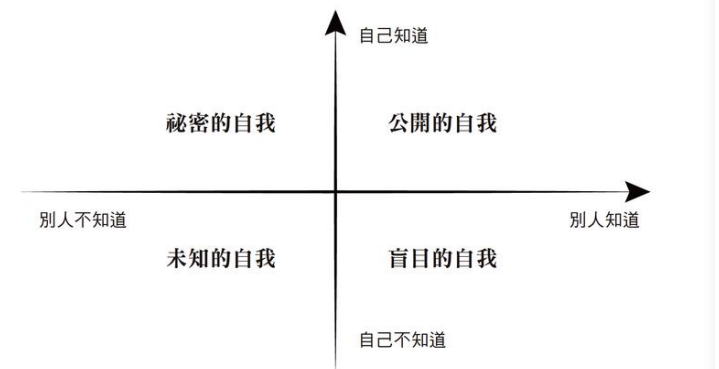 自己知道
祕密的自我
公開的自我
別人不知道
別人知道
未知的自我
盲目的自我
自己不知道